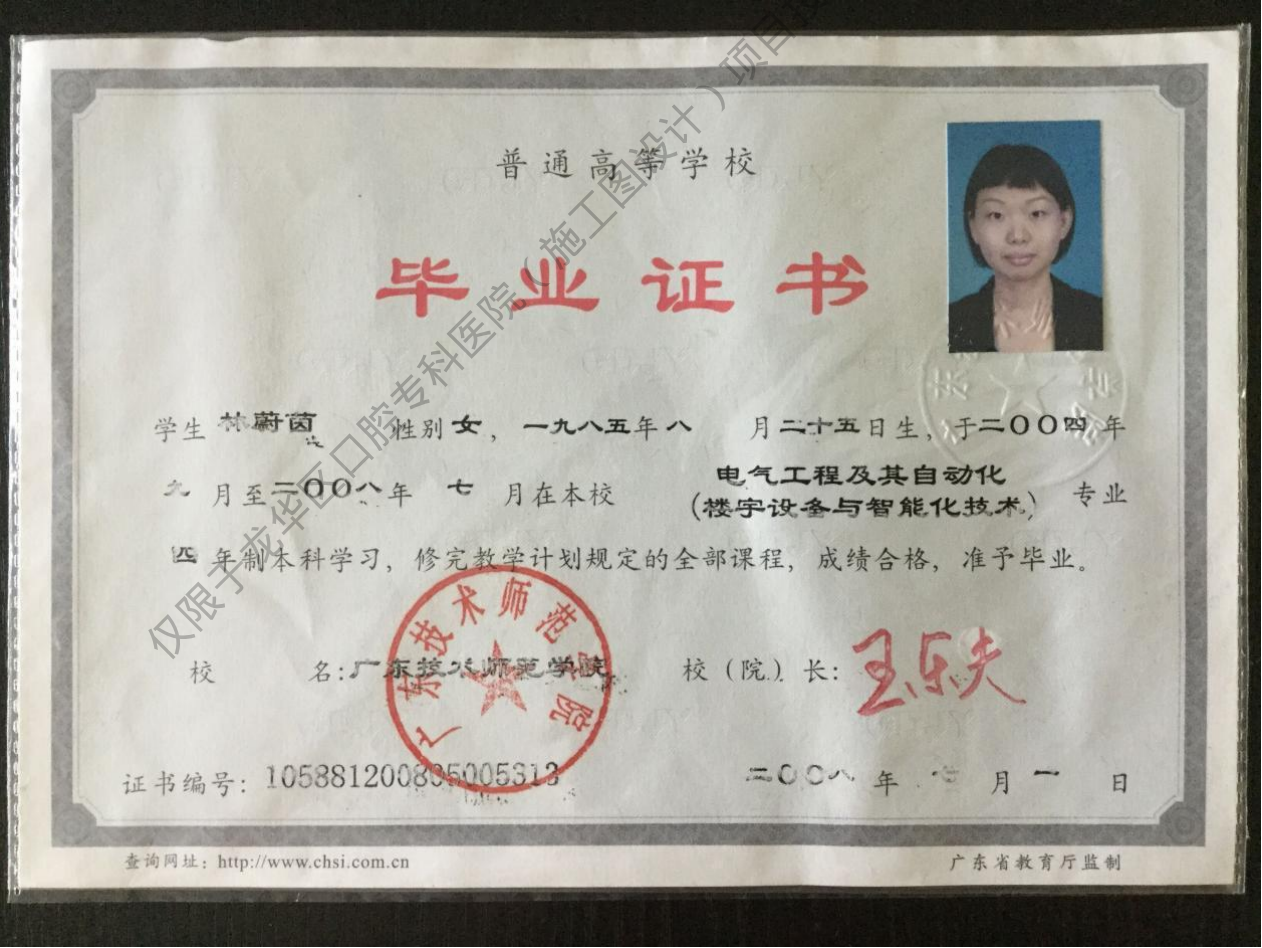 普通高等学校
毕业证书
学生 林蔚茵 性别 女，一九八五年八 月二十五日生，于二〇〇四年
九 月至二〇〇八年 七 月在本校 电气工程及其自动化
(楼宇设备与智能化技术) 专业
四 年制本科学习，修完教学计划规定的全部课程，成绩合格，准予毕业。
校 名：广东技术师范学院 校（院）长：王乐夫
广东技术师范学院
证书编号：105881200805005313 二〇〇八 年 七 月 一 日
查询网址：http://www.chsi.com.cn 广东省教育厅监制
仅限于龙华区口腔专科医院（施工图设计）项目